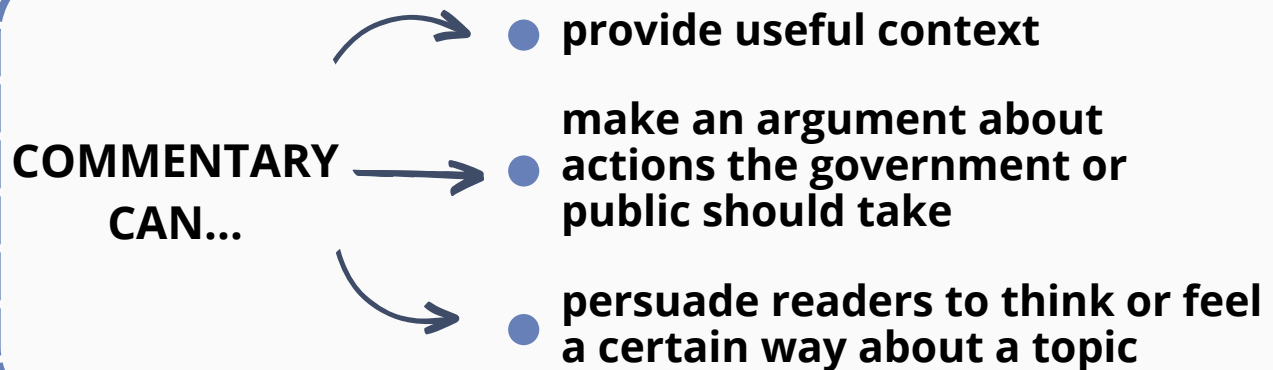 COMMENTARY
CAN...
provide useful context
make an argument about
actions the government or
public should take
persuade readers to think or feel
a certain way about a topic